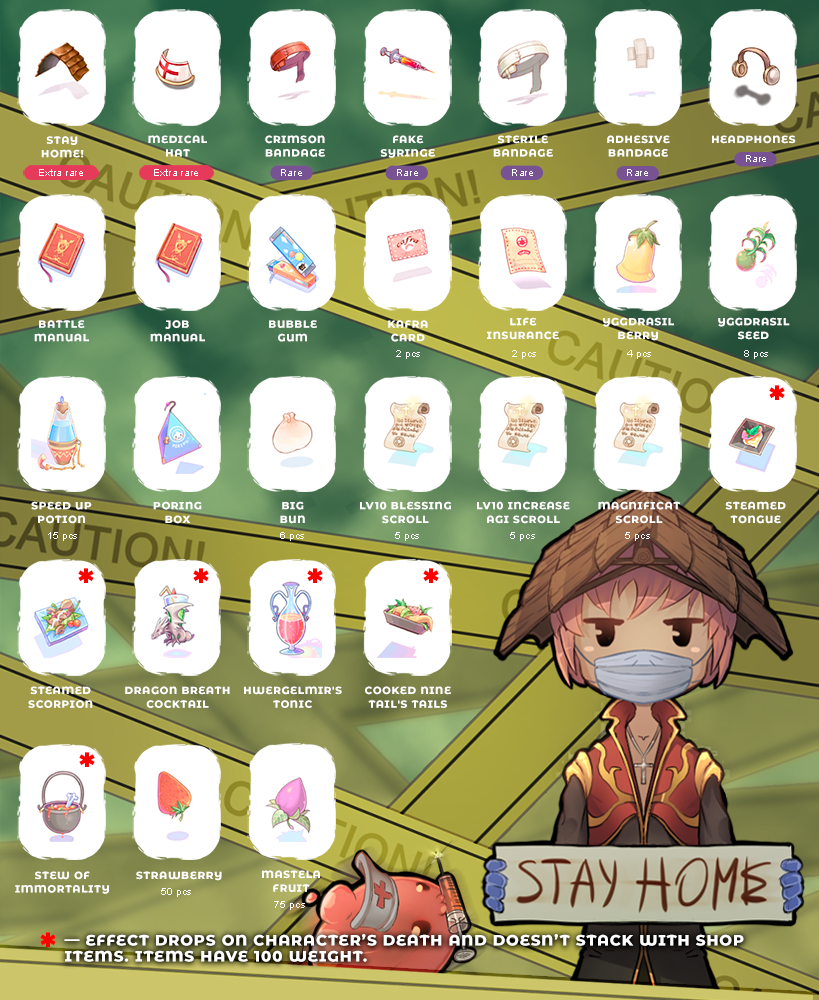 STAY
HOME!
Extra rare
MEDICAL
HAT
Extra rare
CRIMSON
BANDAGE
Rare
FAKE
SYRINGE
Rare
STERILE
BANDAGE
Rare
ADHESIVE
BANDAGE
Rare
HEADPHONES
Rare
CAUTION!
BATTLE
MANUAL
JOB
MANUAL
BUBBLE
GUM
Kafra
KAFRA
CARD
2 pcs
LIFE
INSURANCE
2 pcs
YGGDRASIL
BERRY
4 pcs
YGGDRASIL
SEED
8 pcs
SPEED UP
POTION
15 pcs
PORING
BOX
BIG
BUN
6 pcs
LV10 BLESSING
SCROLL
5 pcs
LV10 INCREASE
AGI SCROLL
5 pcs
MAGNIFICAT
SCROLL
5 pcs
STEAMED
TONGUE
CAUTION!
STEAMED
SCORPION
DRAGON BREATH
COCKTAIL
HWERGELMIR'S
TONIC
COOKED NINE
TAIL'S TAILS
STEW OF
IMMORTALITY
STRAWBERRY
50 pcs
MASTELA
FRUIT
75 pcs
STAY HOME
* — EFFECT DROPS ON CHARACTER'S DEATH AND DOESN'T STACK WITH SHOP
ITEMS. ITEMS HAVE 100 WEIGHT.